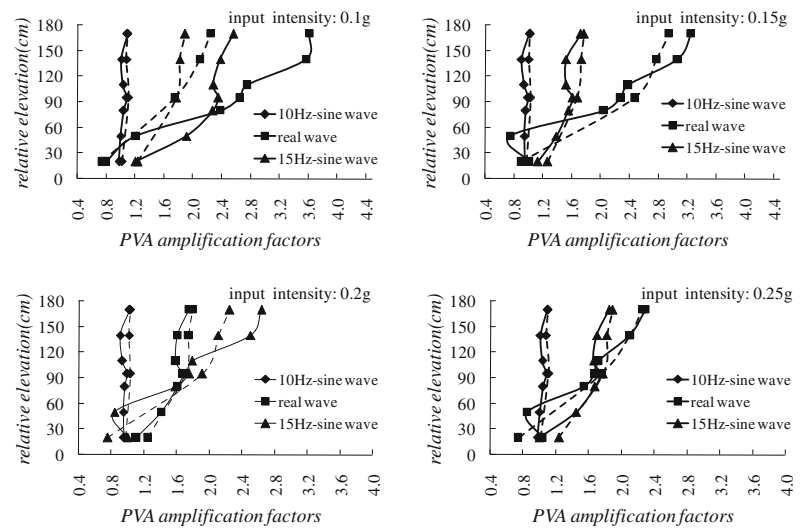 input intensity: 0.1g
relative elevation(cm)
180
150
120
90
60
30
0
10Hz-sine wave
real wave
15Hz-sine wave
0.4
0.8
1.2
1.6
2.0
2.4
2.8
3.2
3.6
4.0
4.4
PVA amplification factors
input intensity: 0.15g
relative elevation(cm)
180
150
120
90
60
30
0
10Hz-sine wave
real wave
15Hz-sine wave
0.4
0.8
1.2
1.6
2.0
2.4
2.8
3.2
3.6
4.0
4.4
PVA amplification factors
input intensity: 0.2g
relative elevation(cm)
180
150
120
90
60
30
0
10Hz-sine wave
real wave
15Hz-sine wave
0.4
0.8
1.2
1.6
2.0
2.4
2.8
3.2
3.6
4.0
PVA amplification factors
input intensity: 0.25g
relative elevation(cm)
180
150
120
90
60
30
0
10Hz-sine wave
real wave
15Hz-sine wave
0.4
0.8
1.2
1.6
2.0
2.4
2.8
3.2
3.6
4.0
PVA amplification factors